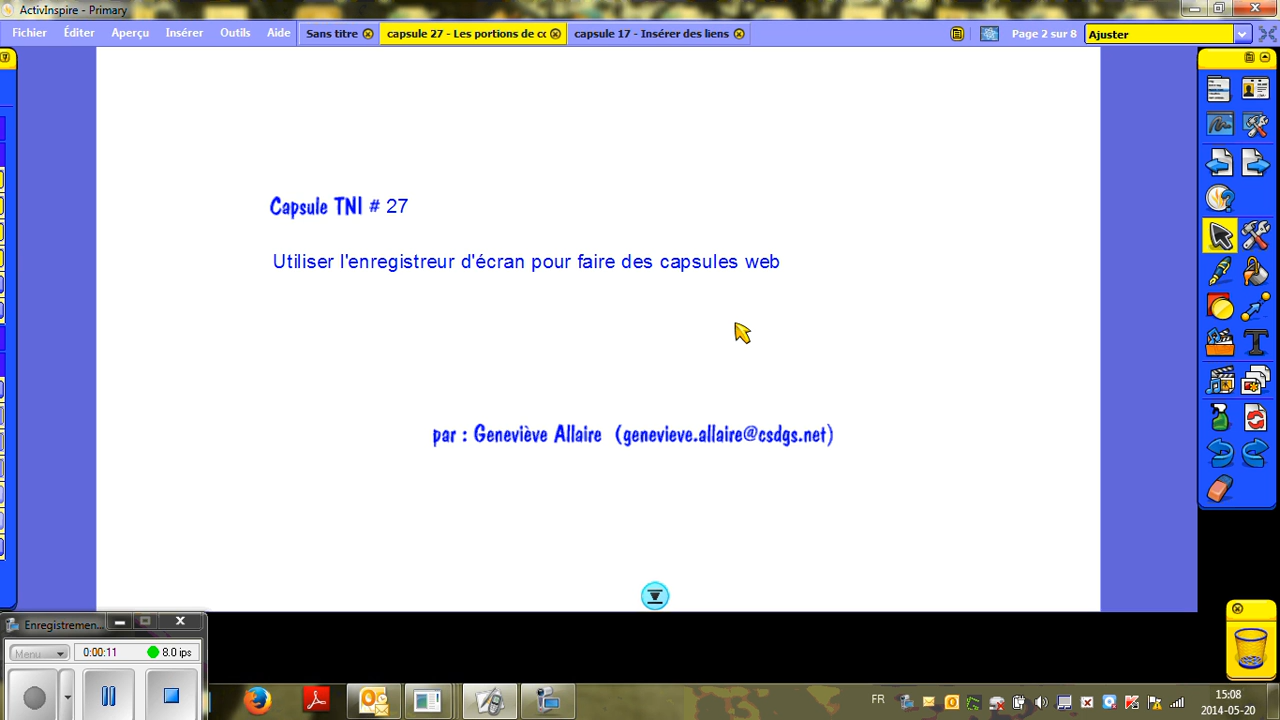 ActivInspire - Primary
Fichier Éditer Aperçu Insérer Outils Aide
Sans titre capsule 27 - Les portions de cc capsule 17 - Insérer des liens Page 2 sur 8 Ajuster
Capsule TNI # 27
Utiliser l'enregistreur d'écran pour faire des capsules web
par : Geneviève Allaire (genevieve.allaire@csdgs.net)
Enregistremen...
Menu 0:00:11 8.0 ips
FR 15:08
2014-05-20